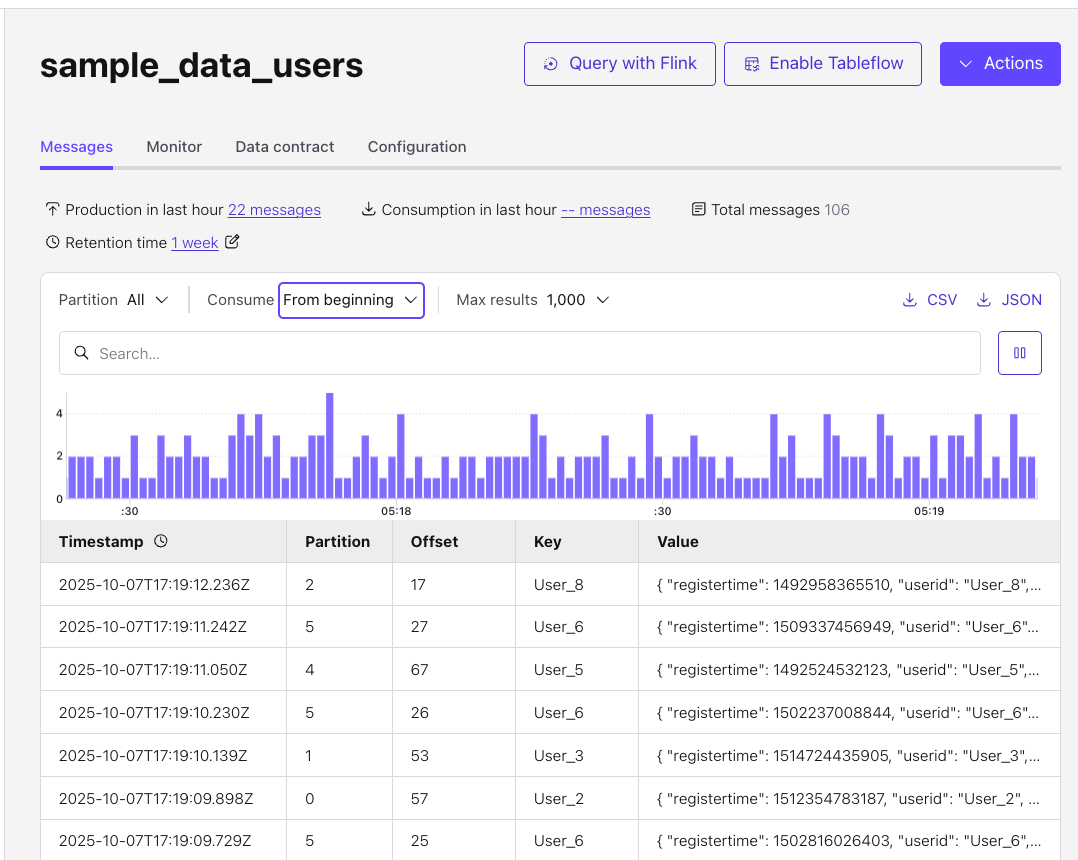 sample_data_users
Query with Flink
Enable Tableflow
Actions
Messages Monitor Data contract Configuration
Production in last hour 22 messages Consumption in last hour -- messages Total messages 106
Retention time 1 week
Partition All Consume From beginning Max results 1,000 CSV JSON
Search...
4
2
0
:30 05:18 :30 05:19
Timestamp Partition Offset Key Value
2025-10-07T17:19:12.236Z 2 17 User_8 { "registertime": 1492958365510, "userid": "User_8",...
2025-10-07T17:19:11.242Z 5 27 User_6 { "registertime": 1509337456949, "userid": "User_6"...
2025-10-07T17:19:11.050Z 4 67 User_5 { "registertime": 1492524532123, "userid": "User_5",...
2025-10-07T17:19:10.230Z 5 26 User_6 { "registertime": 1502237008844, "userid": "User_6"...
2025-10-07T17:19:10.139Z 1 53 User_3 { "registertime": 1514724435905, "userid": "User_3",...
2025-10-07T17:19:09.898Z 0 57 User_2 { "registertime": 1512354783187, "userid": "User_2", ...
2025-10-07T17:19:09.729Z 5 25 User_6 { "registertime": 1502816026403, "userid": "User_6",...